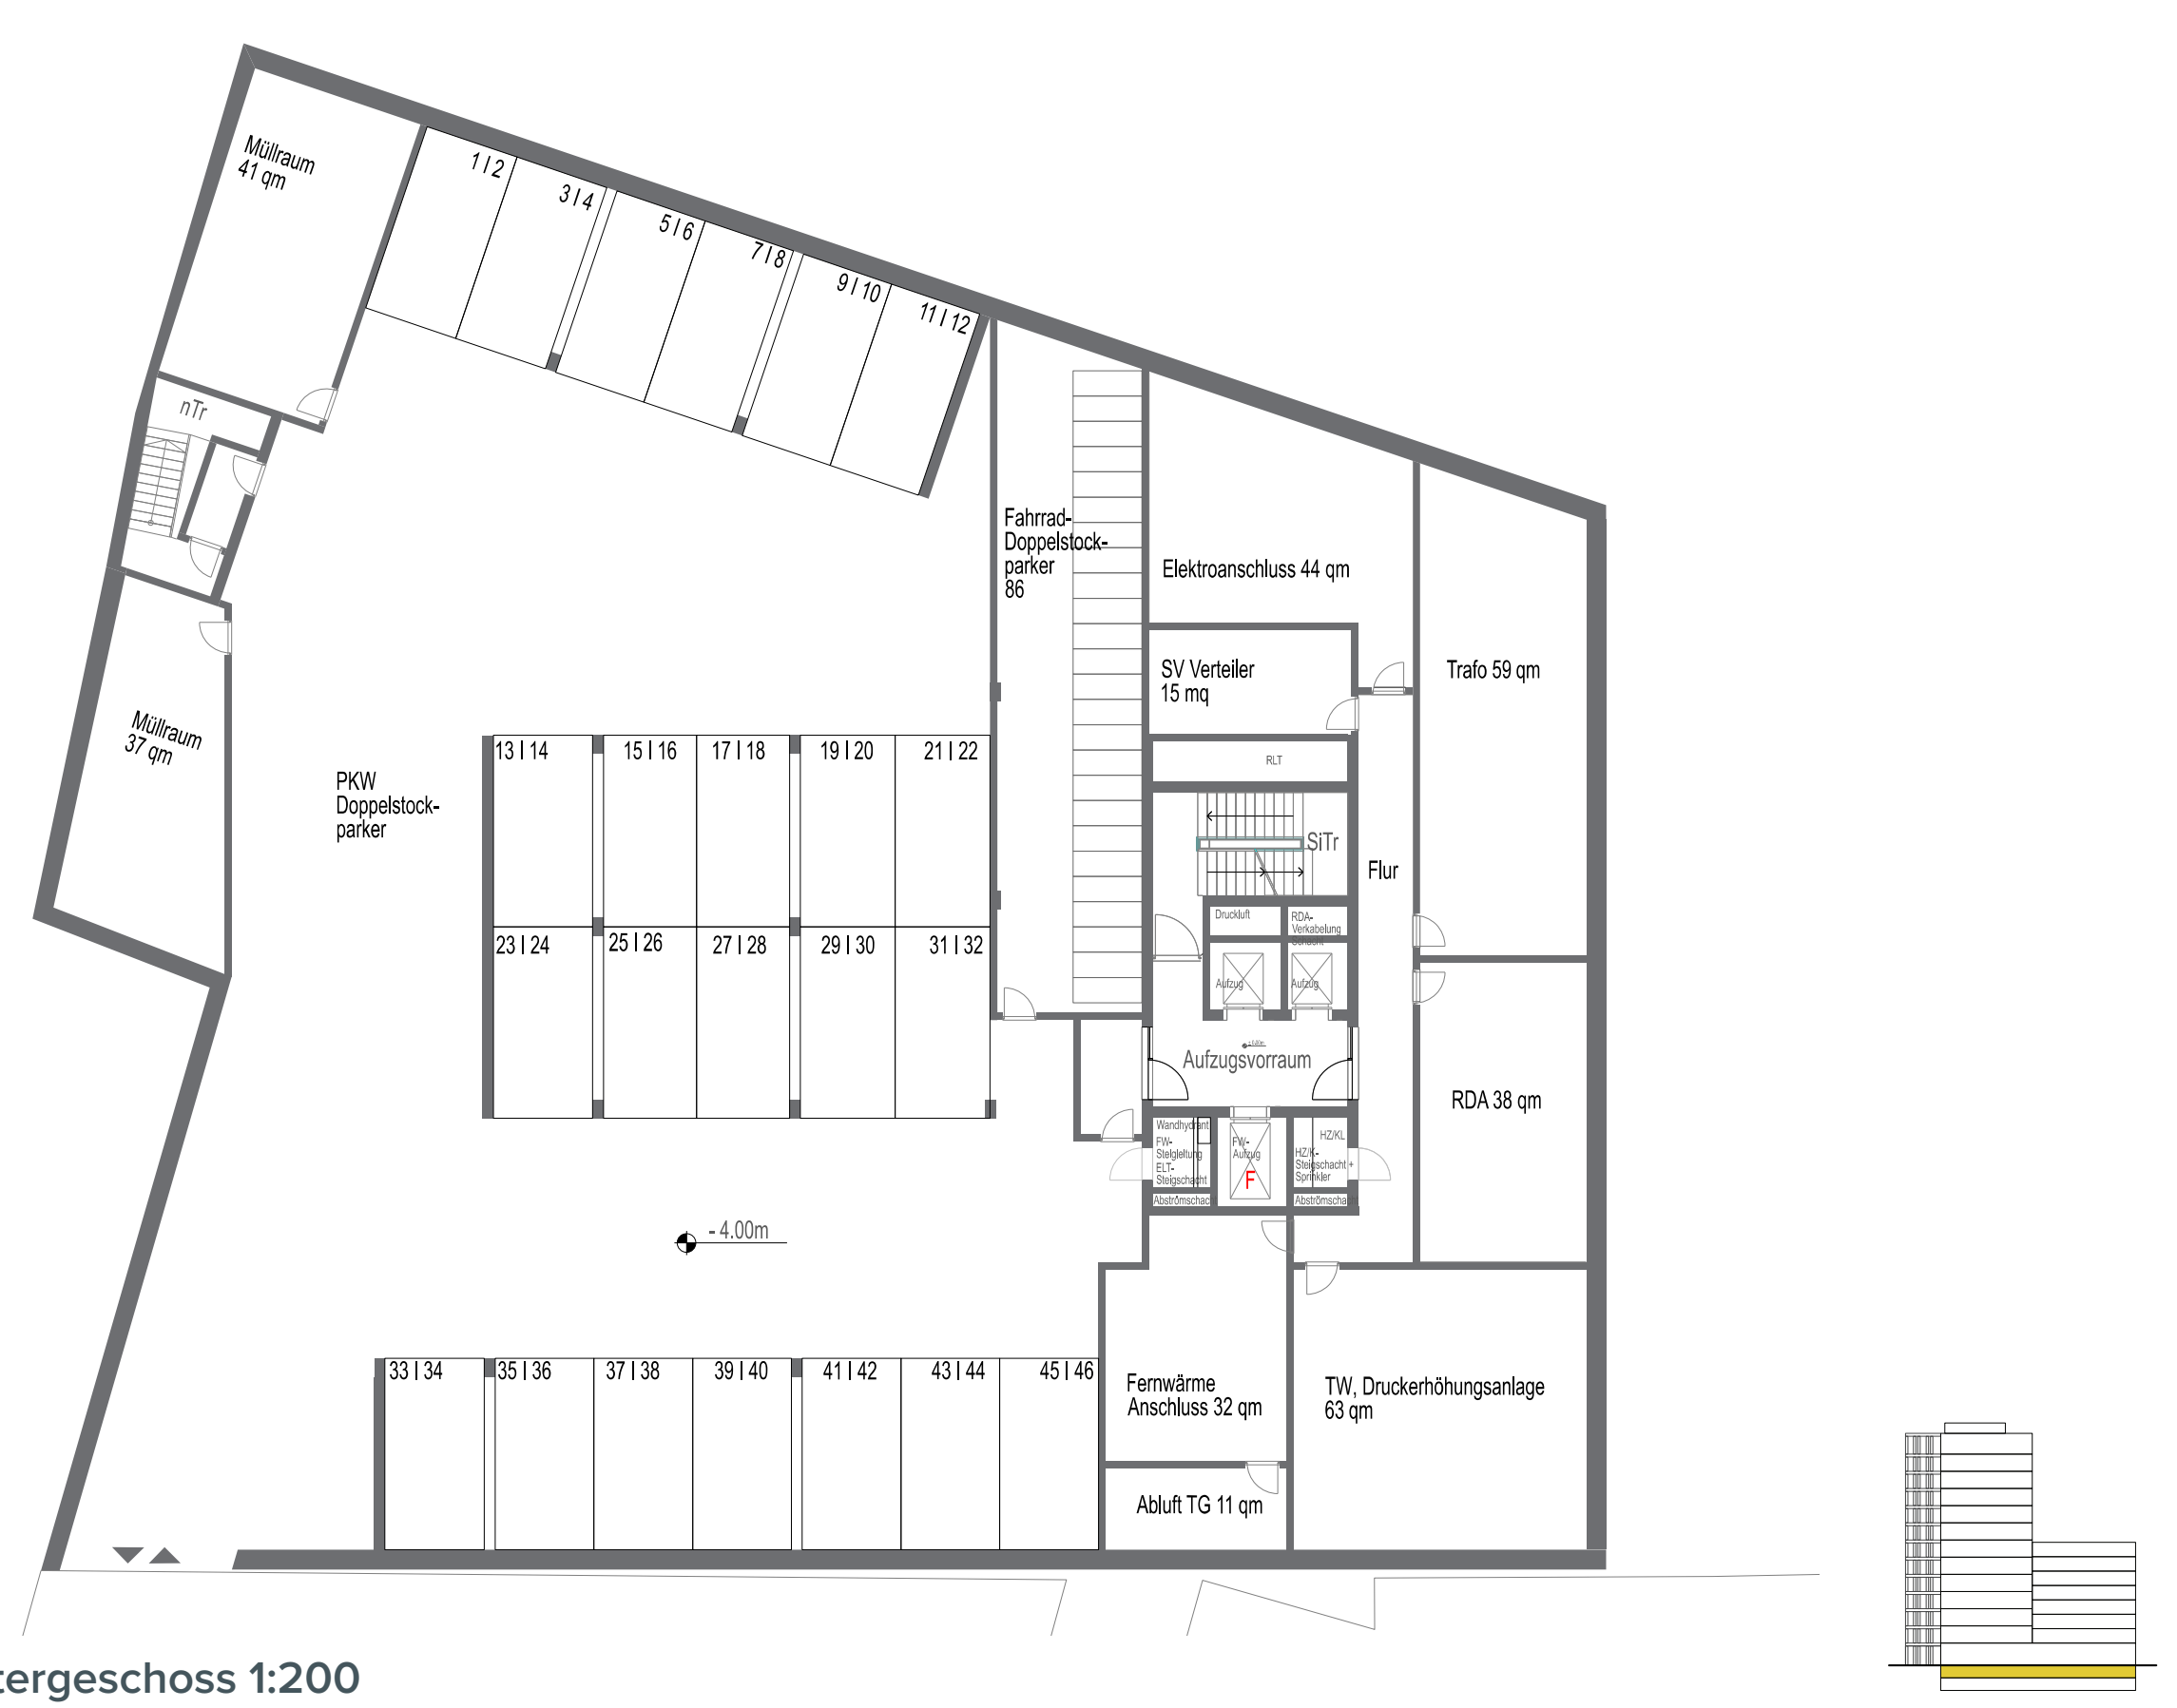 Müllraum
41 qm
1 I 2
3 I 4
5 I 6
7 I 8
9 I 10
11 I 12
nTr
Fahrrad-
Doppelstock-
parker
86
Elektroanschluss 44 qm
SV Verteiler
15 mq
Trafo 59 qm
Müllraum
37 qm
PKW
Doppelstock-
parker
13 I 14
15 I 16
17 I 18
19 I 20
21 I 22
RLT
SiTr
Flur
23 I 24
25 I 26
27 I 28
29 I 30
31 I 32
Druckluft
RDA-
Verkabelung
Schacht
Aufzug
Aufzug
Aufzugsvorraum
RDA 38 qm
Wandhydrant
FW-
Steigleitung
ELT-
Steigschacht
FW-
Aufzug
F
HZ/KL
HZ/K-
Steigschacht +
Sprinkler
Abströmschac
Abströmscha
- 4.00m
33 I 34
35 I 36
37 I 38
39 I 40
41 I 42
43 I 44
45 I 46
Fernwärme
Anschluss 32 qm
TW, Druckerhöhungsanlage
63 qm
Abluft TG 11 qm
tergeschoss 1:200